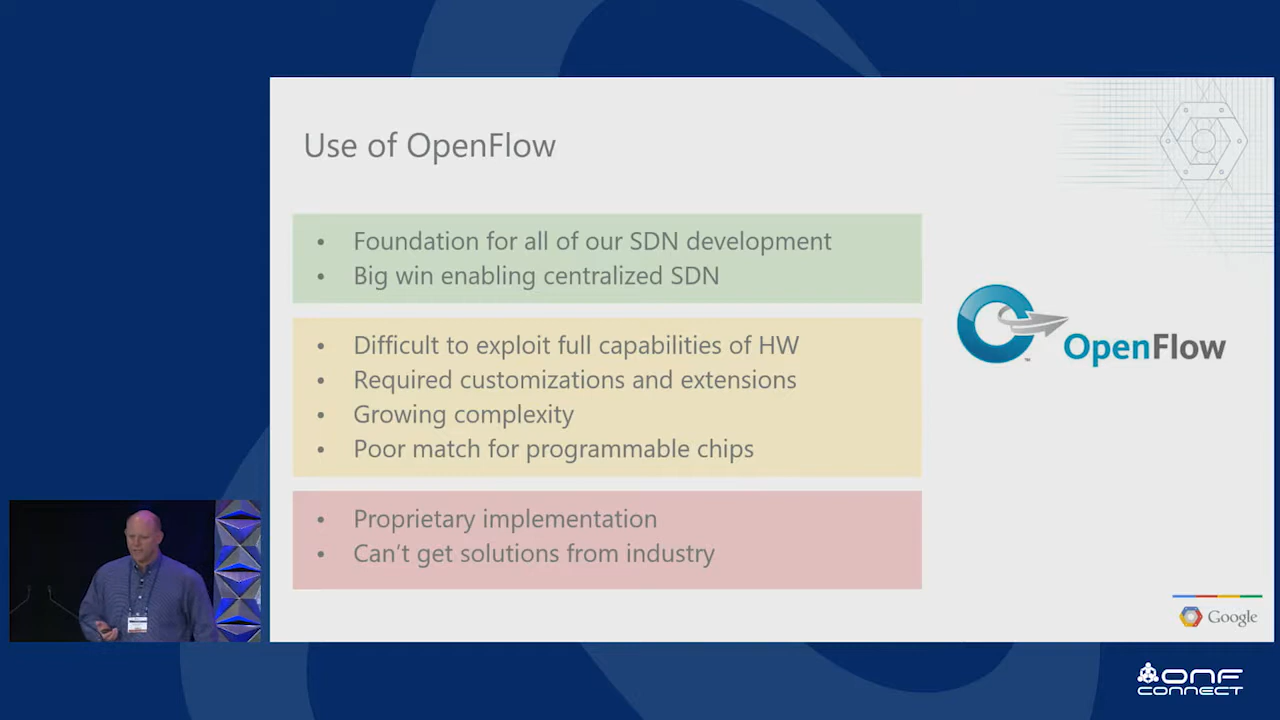 Use of OpenFlow
• Foundation for all of our SDN development
• Big win enabling centralized SDN
• Difficult to exploit full capabilities of HW
• Required customizations and extensions
• Growing complexity
• Poor match for programmable chips
• Proprietary implementation
• Can't get solutions from industry
OpenFlow
™
Google
ONF
CONNECT